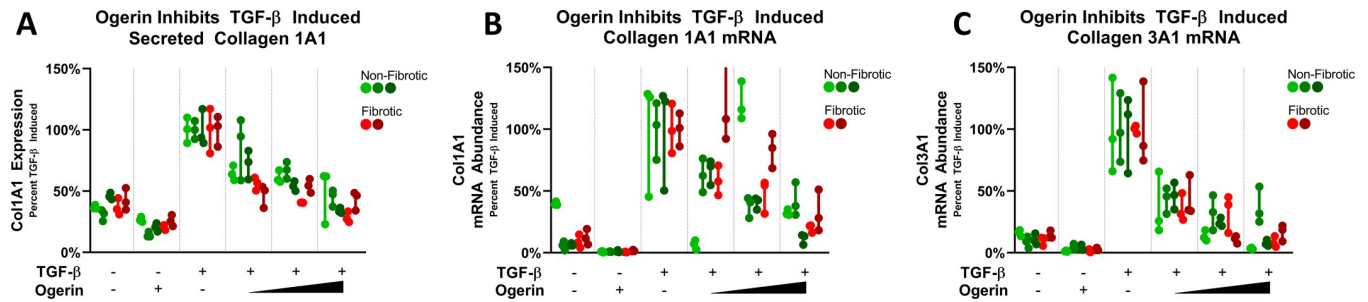 A
Ogerin Inhibits TGF-β Induced
Secreted Collagen 1A1
Col1A1 Expression
Percent TGF-β Induced
150%
100%
50%
0%
Non-Fibrotic
Fibrotic
TGF-β - - + + + +
Ogerin - + -
B
Ogerin Inhibits TGF-β Induced
Collagen 1A1 mRNA
Col1A1
mRNA Abundance
Percent TGF-β Induced
150%
100%
50%
0%
Non-Fibrotic
Fibrotic
TGF-β - - + + + +
Ogerin - + -
C
Ogerin Inhibits TGF-β Induced
Collagen 3A1 mRNA
Col3A1
mRNA Abundance
Percent TGF-β Induced
150%
100%
50%
0%
Non-Fibrotic
Fibrotic
TGF-β - - + + + +
Ogerin - + -